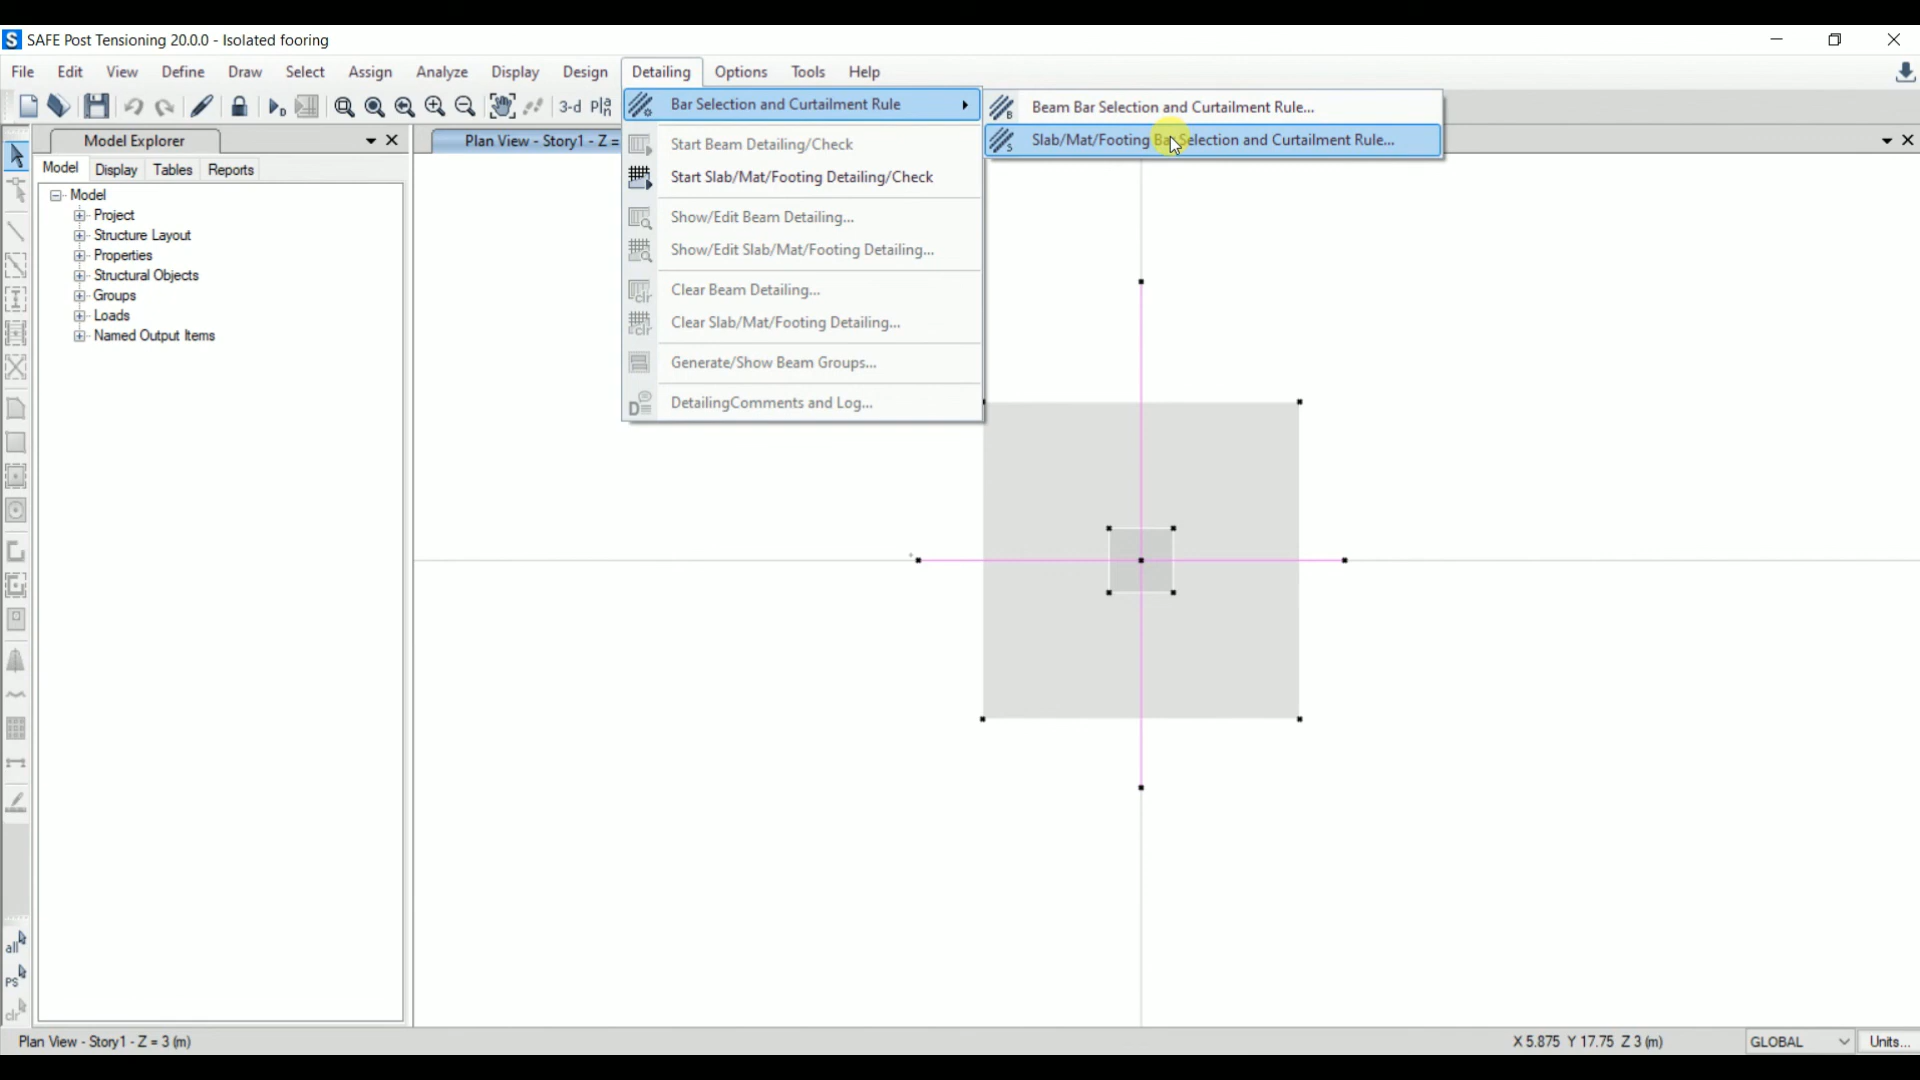 SAFE Post Tensioning 20.0.0 - Isolated fooring
File Edit View Define Draw Select Assign Analyze Display Design Detailing Options Tools Help
3-d
Model Explorer
Model Display Tables Reports
Model
Project
Structure Layout
Properties
Structural Objects
Groups
Loads
Named Output Items
Plan View - Story1 - Z =
Bar Selection and Curtailment Rule
Start Beam Detailing/Check
Start Slab/Mat/Footing Detailing/Check
Show/Edit Beam Detailing...
Show/Edit Slab/Mat/Footing Detailing...
Clear Beam Detailing...
Clear Slab/Mat/Footing Detailing...
Generate/Show Beam Groups...
DetailingComments and Log...
Beam Bar Selection and Curtailment Rule...
Slab/Mat/Footing Bar Selection and Curtailment Rule...
all
PS
clr
Plan View - Story1 - Z = 3 (m)
X 5.875 Y 17.75 Z 3 (m)
GLOBAL
Units...